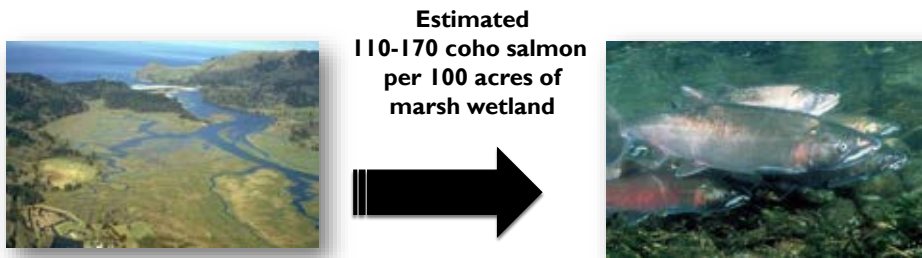 Estimated
110-170 coho salmon
per 100 acres of
marsh wetland